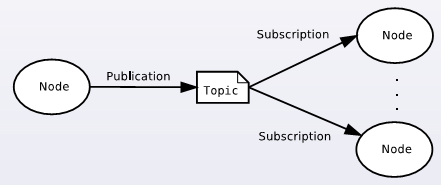 Subscription
Node
Node
Publication
Topic
Subscription
Node